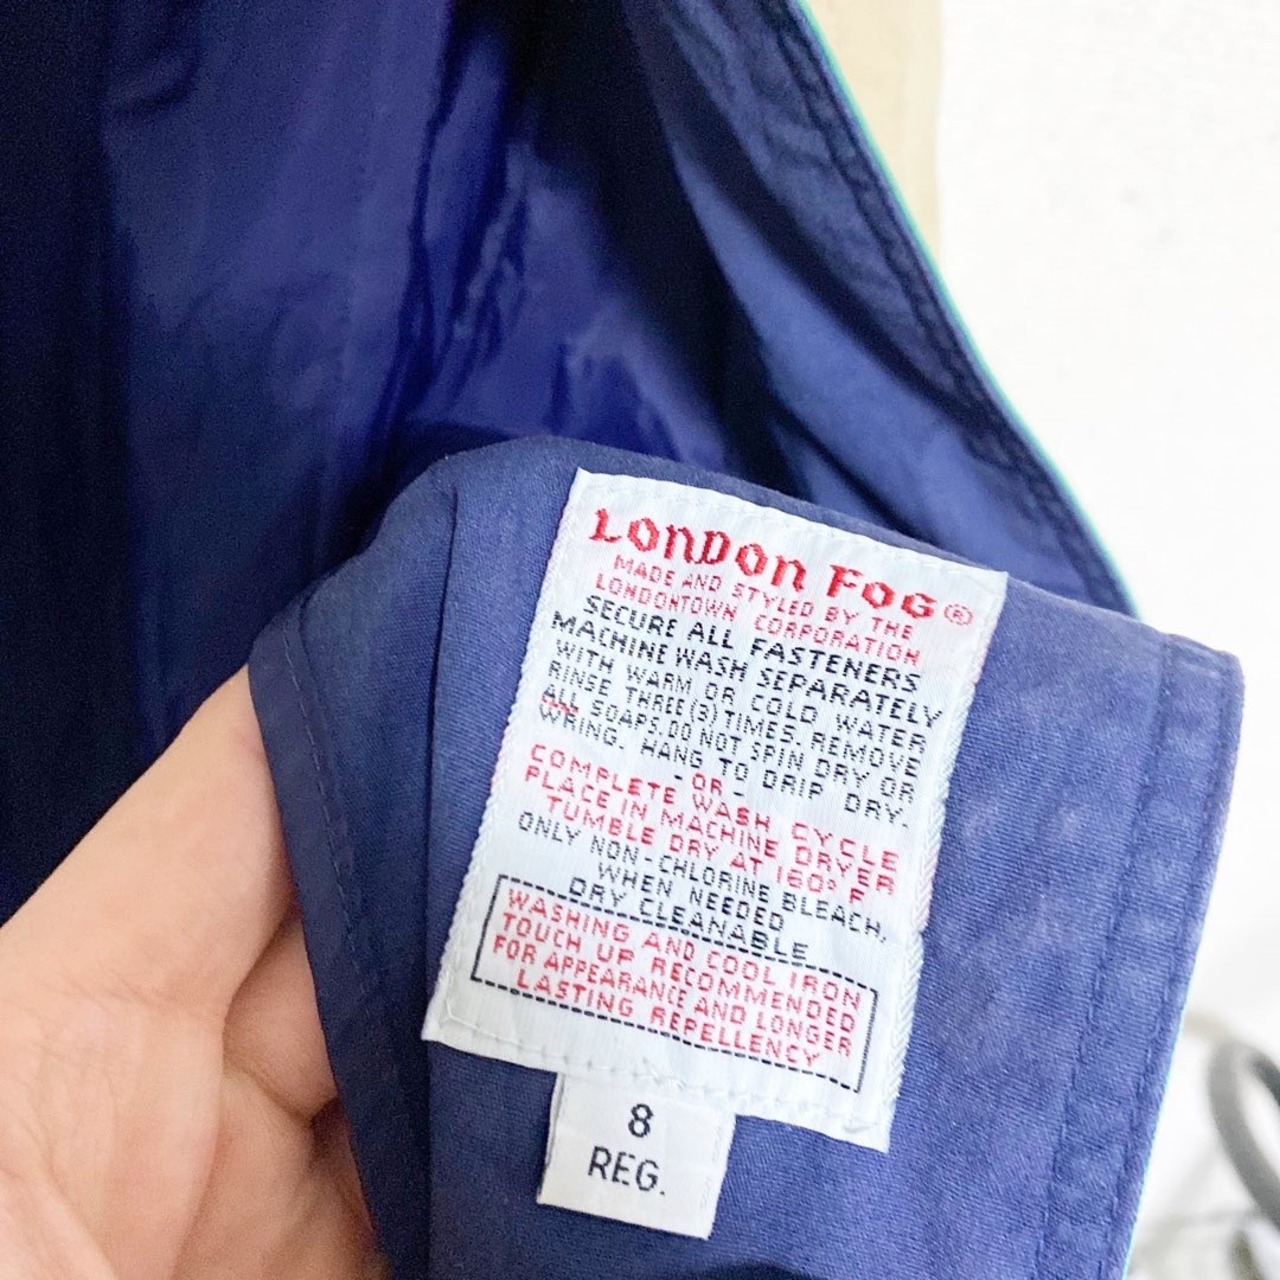 LONDON FOG®
MADE AND STYLED BY THE
LONDONTOWN CORPORATION
SECURE ALL FASTENERS
MACHINE WASH SEPARATELY
WITH WARM OR COLD WATER
RINSE THREE(3) TIMES. REMOVE
ALL SOAPS. DO NOT SPIN DRY OR
WRING. HANG TO DRIP DRY.
- OR -
COMPLETE WASH CYCLE
PLACE IN MACHINE DRYER
TUMBLE DRY AT 160° F
ONLY NON-CHLORINE BLEACH,
WHEN NEEDED
DRY CLEANABLE
WASHING AND COOL IRON
TOUCH UP RECOMMENDED
FOR APPEARANCE AND LONGER
LASTING REPELLENCY
8
REG.